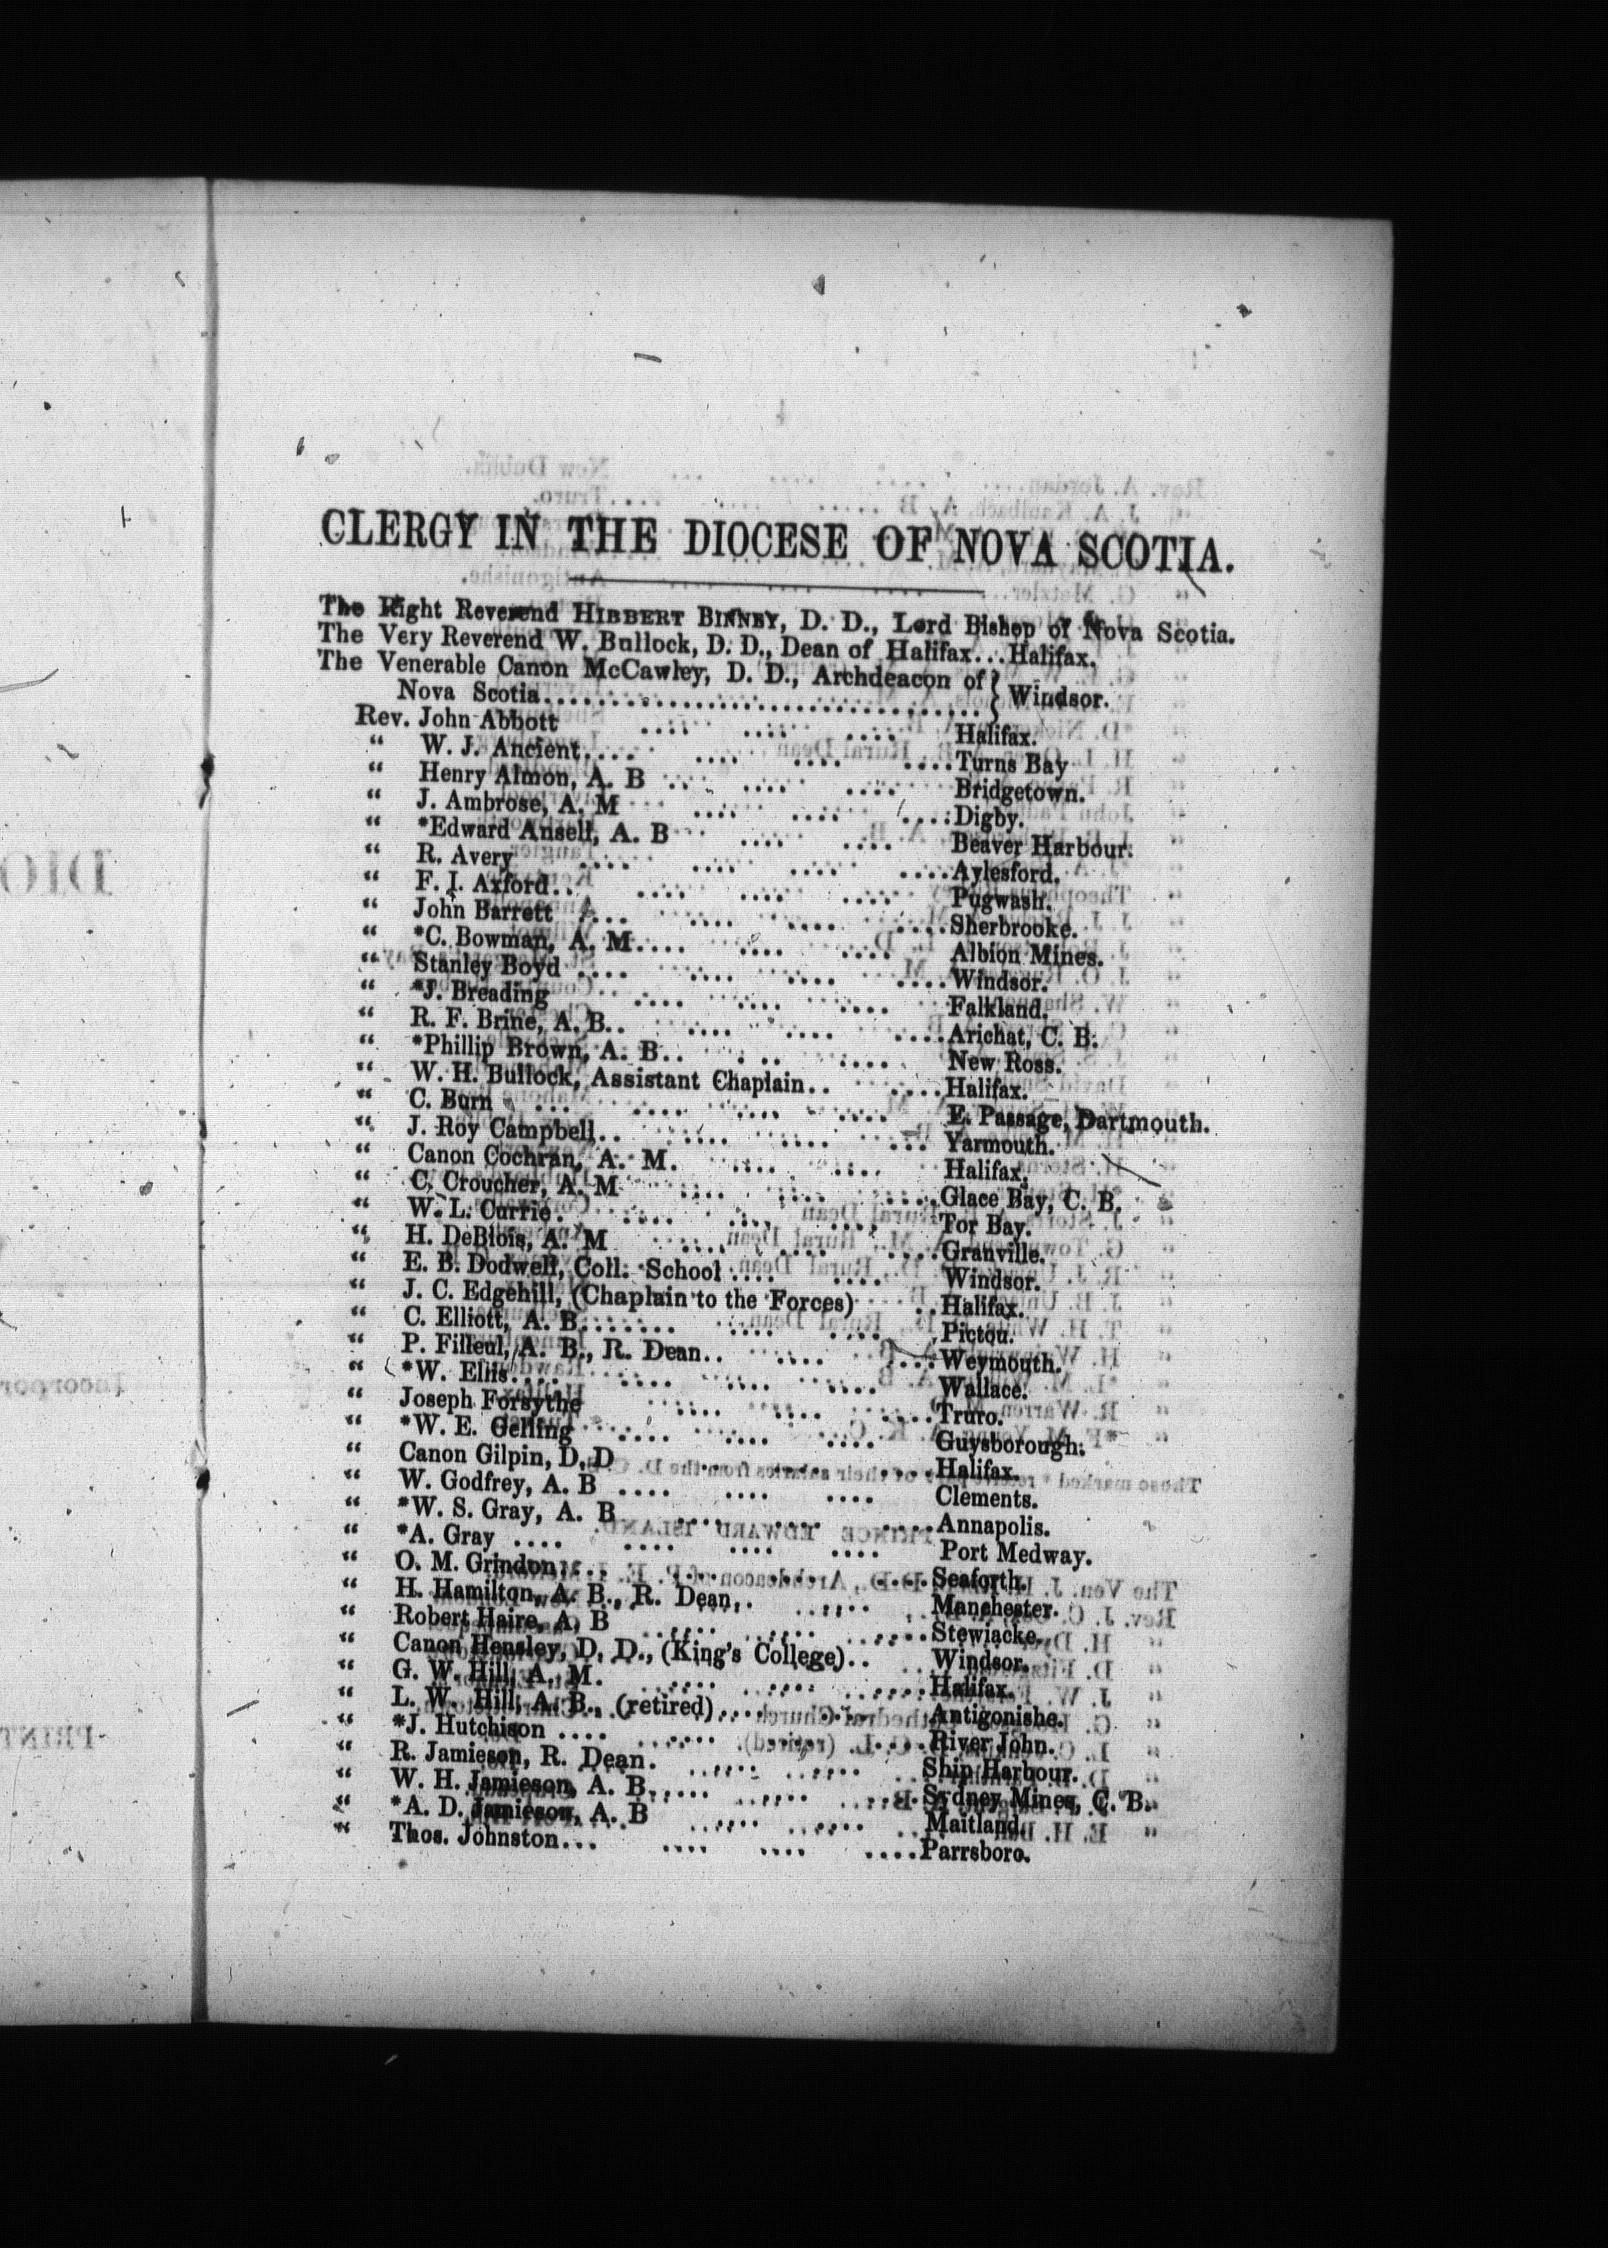 CLERGY IN THE DIOCESE OF NOVA SCOTIA.
The Right Reverend HIBBERT BINNEY, D. D., Lord Bishop of Nova Scotia.
The Very Reverend W. Bullock, D. D., Dean of Halifax...Halifax.
The Venerable Canon McCawley, D. D., Archdeacon of } Windsor.
Nova Scotia........................................
Rev. John Abbott .... .... .... Halifax.
“ W. J. Ancient.... .... .... ....Turns Bay
“ Henry Almon, A. B .. .... .... Bridgetown.
“ J. Ambrose, A. M .... .... ....Digby.
“ *Edward Ansell, A. B .... .... Beaver Harbour.
“ R. Avery .... .... .... ....Aylesford.
“ F. J. Axford.. .... .... .... Pugwash.
“ John Barrett .... .... .... ....Sherbrooke.
“ *C. Bowman, A. M.... .... .... Albion Mines.
“ Stanley Boyd .... .... .... ....Windsor.
“ *J. Breading .... .... .... Falkland.
“ R. F. Brine, A. B.. .... .... ....Arichat, C. B.
“ *Phillip Brown, A. B.. .... .... New Ross.
“ W. H. Bullock, Assistant Chaplain.. ....Halifax.
“ C. Burn ... .... .... .... E. Passage, Dartmouth.
“ J. Roy Campbell.. .... .... ... Yarmouth.
“ Canon Cochran, A. M. .... .... Halifax.
“ C. Croucher, A. M .... .... ....Glace Bay, C. B.
“ W. L. Currie. .... .... .... Tor Bay.
“ H. DeBlois, A. M .... .... ....Granville.
“ E. B. Dodwell, Coll. School .... .... Windsor.
“ J. C. Edgehill, (Chaplain to the Forces) ..Halifax.
“ C. Elliott, A. B....... .... .... Pictou.
“ P. Filleul, A. B., R. Dean.. .... ....Weymouth.
“ *W. Ellis.... .... .... .... Wallace.
“ Joseph Forsythe .... .... ....Truro.
“ *W. E. Gelling .... .... .... Guysborough.
“ Canon Gilpin, D. D .... .... ....Halifax.
“ W. Godfrey, A. B .... .... .... Clements.
“ *W. S. Gray, A. B .... .... ....Annapolis.
“ *A. Gray .... .... .... .... Port Medway.
“ O. M. Grindon.... .... .... ....Seaforth.
“ H. Hamilton, A. B., R. Dean,. .... Manchester.
“ Robert Haire, A. B .... .... ....Stewiacke.
“ Canon Hensley, D. D., (King's College).. Windsor.
“ G. W. Hill, A. M. .... .... ....Halifax.
“ L. W. Hill, A. B., (retired).... .... Antigonishe.
“ *J. Hutchison .... .... .... ....River John.
“ R. Jamieson, R. Dean. .... .... Ship Harbour.
“ W. H. Jamieson, A. B..... .... ....Sydney Mines, C. B.
“ *A. D. Jamieson, A. B .... .... Maitland.
“ Thos. Johnston... .... .... ....Parrsboro.